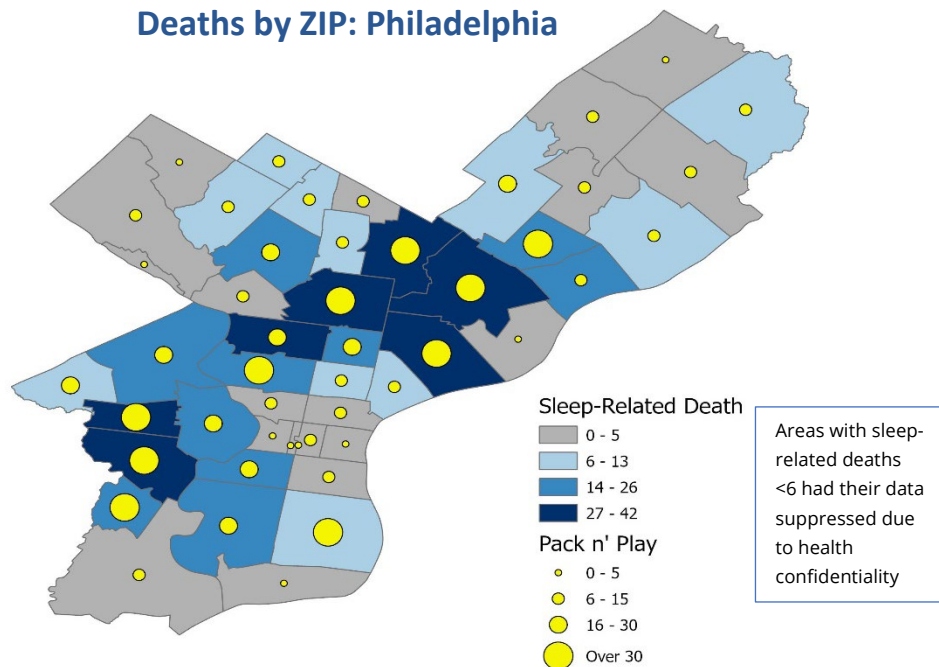 Deaths by ZIP: Philadelphia
Sleep-Related Death
0 - 5
6 - 13
14 - 26
27 - 42
Pack n' Play
0 - 5
6 - 15
16 - 30
Over 30
Areas with sleep-
related deaths
<6 had their data
suppressed due
to health
confidentiality